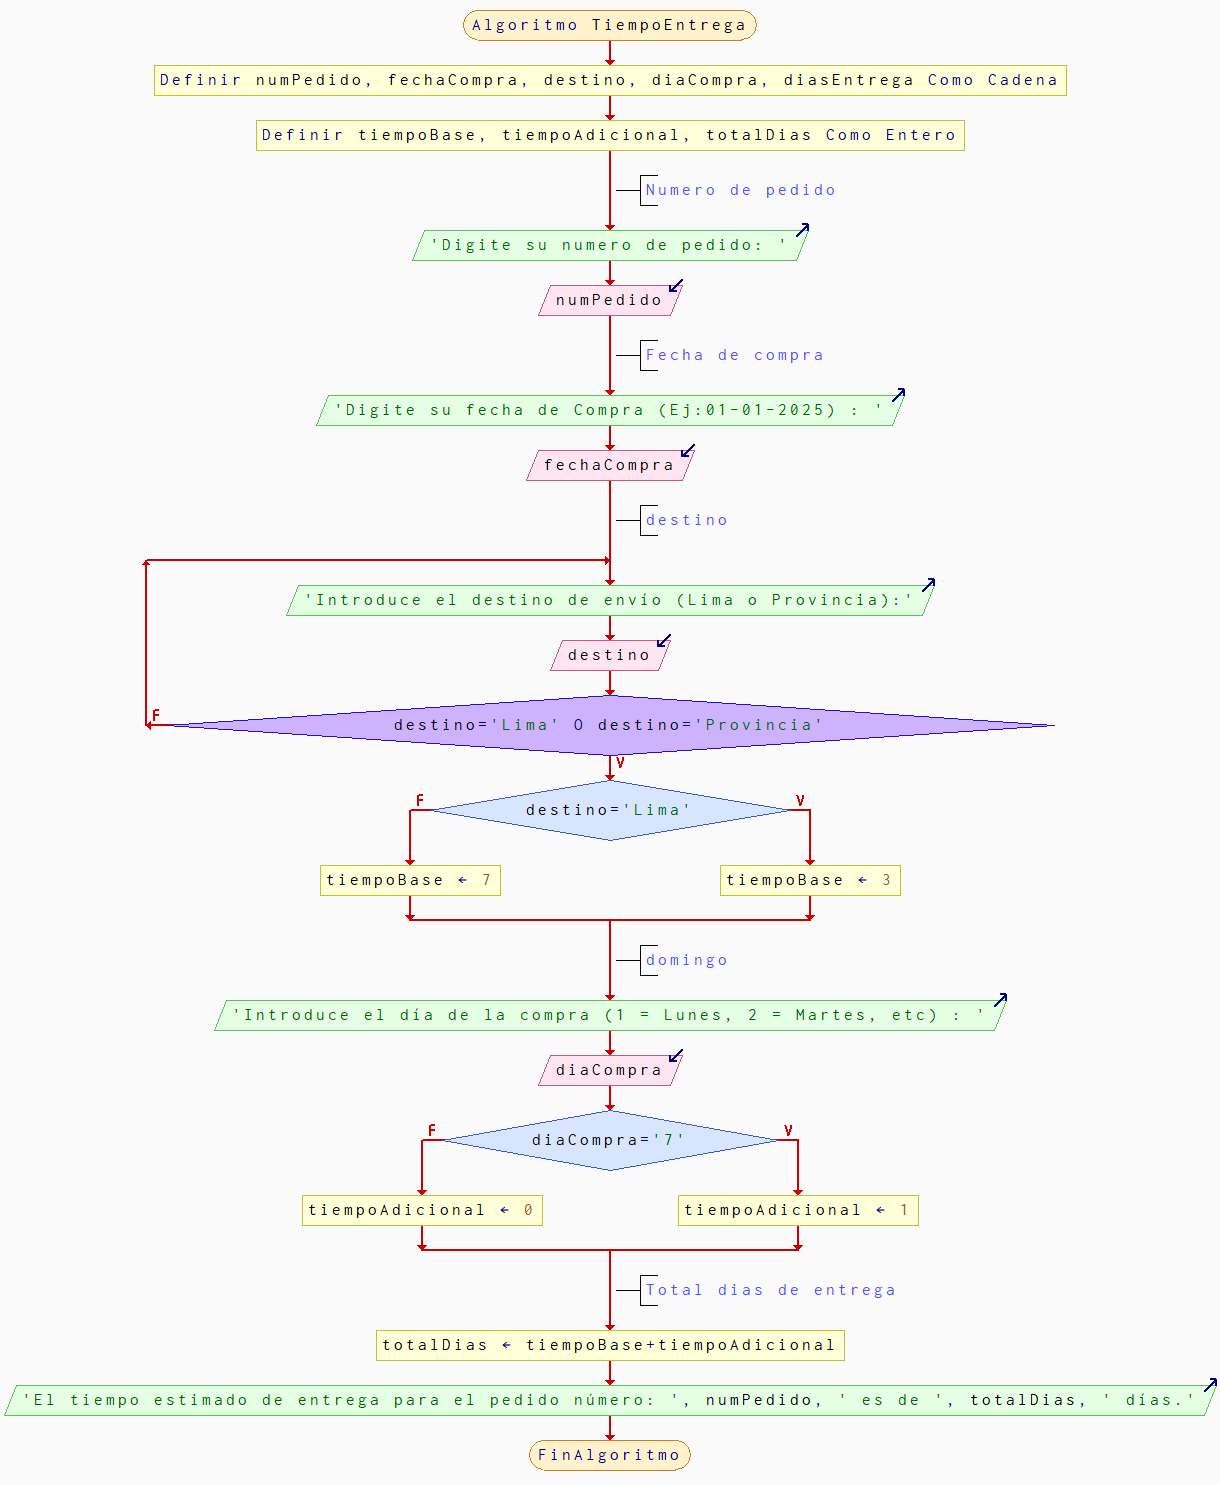 Algoritmo TiempoEntrega
Definir numPedido, fechaCompra, destino, diaCompra, diasEntrega Como Cadena
Definir tiempoBase, tiempoAdicional, totalDias Como Entero
Numero de pedido
'Digite su numero de pedido: '
numPedido
Fecha de compra
'Digite su fecha de Compra (Ej:01-01-2025) : '
fechaCompra
destino
'Introduce el destino de envío (Lima o Provincia):'
destino
F
destino='Lima' O destino='Provincia'
V
F
V
destino='Lima'
tiempoBase ← 7
tiempoBase ← 3
domingo
'Introduce el día de la compra (1 = Lunes, 2 = Martes, etc) : '
diaCompra
F
V
diaCompra='7'
tiempoAdicional ← 0
tiempoAdicional ← 1
Total dias de entrega
totalDias ← tiempoBase+tiempoAdicional
'El tiempo estimado de entrega para el pedido número: ', numPedido, ' es de ', totalDias, ' días.'
FinAlgoritmo